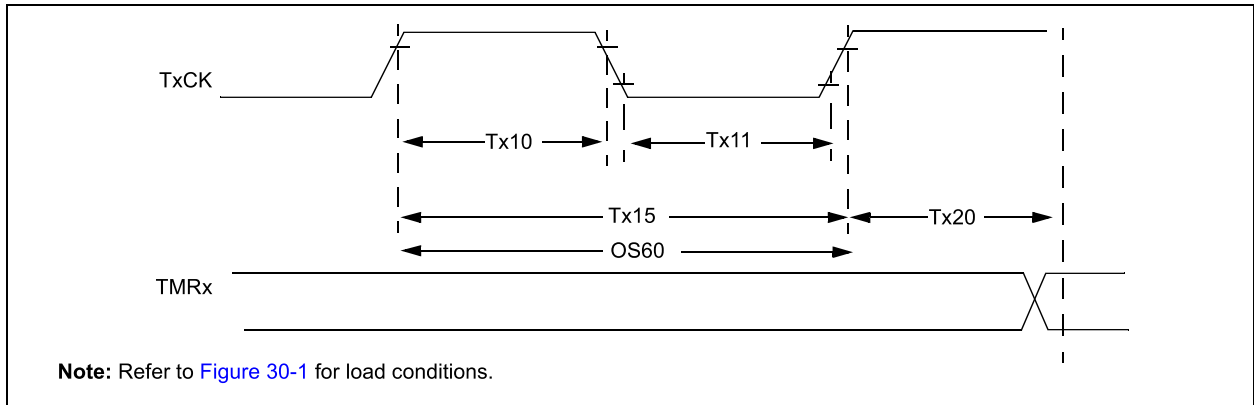 TxCK
Tx10
Tx11
Tx15
Tx20
OS60
TMRx
Note: Refer to Figure 30-1 for load conditions.